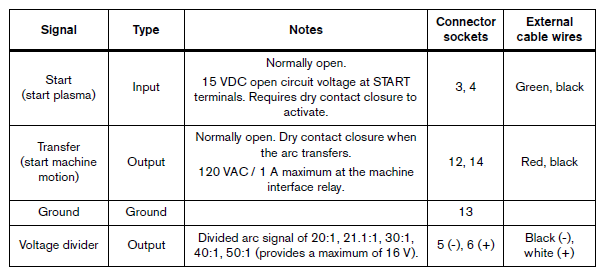 Signal
Type
Notes
Connector
sockets
External
cable wires
Start
(start plasma)
Input
Normally open.
15 VDC open circuit voltage at START
terminals. Requires dry contact closure to
activate.
3, 4
Green, black
Transfer
(start machine
motion)
Output
Normally open. Dry contact closure when
the arc transfers.
120 VAC / 1 A maximum at the machine
interface relay.
12, 14
Red, black
Ground
Ground
13
Voltage divider
Output
Divided arc signal of 20:1, 21.1:1, 30:1,
40:1, 50:1 (provides a maximum of 16 V).
5 (-), 6 (+)
Black (-),
white (+)